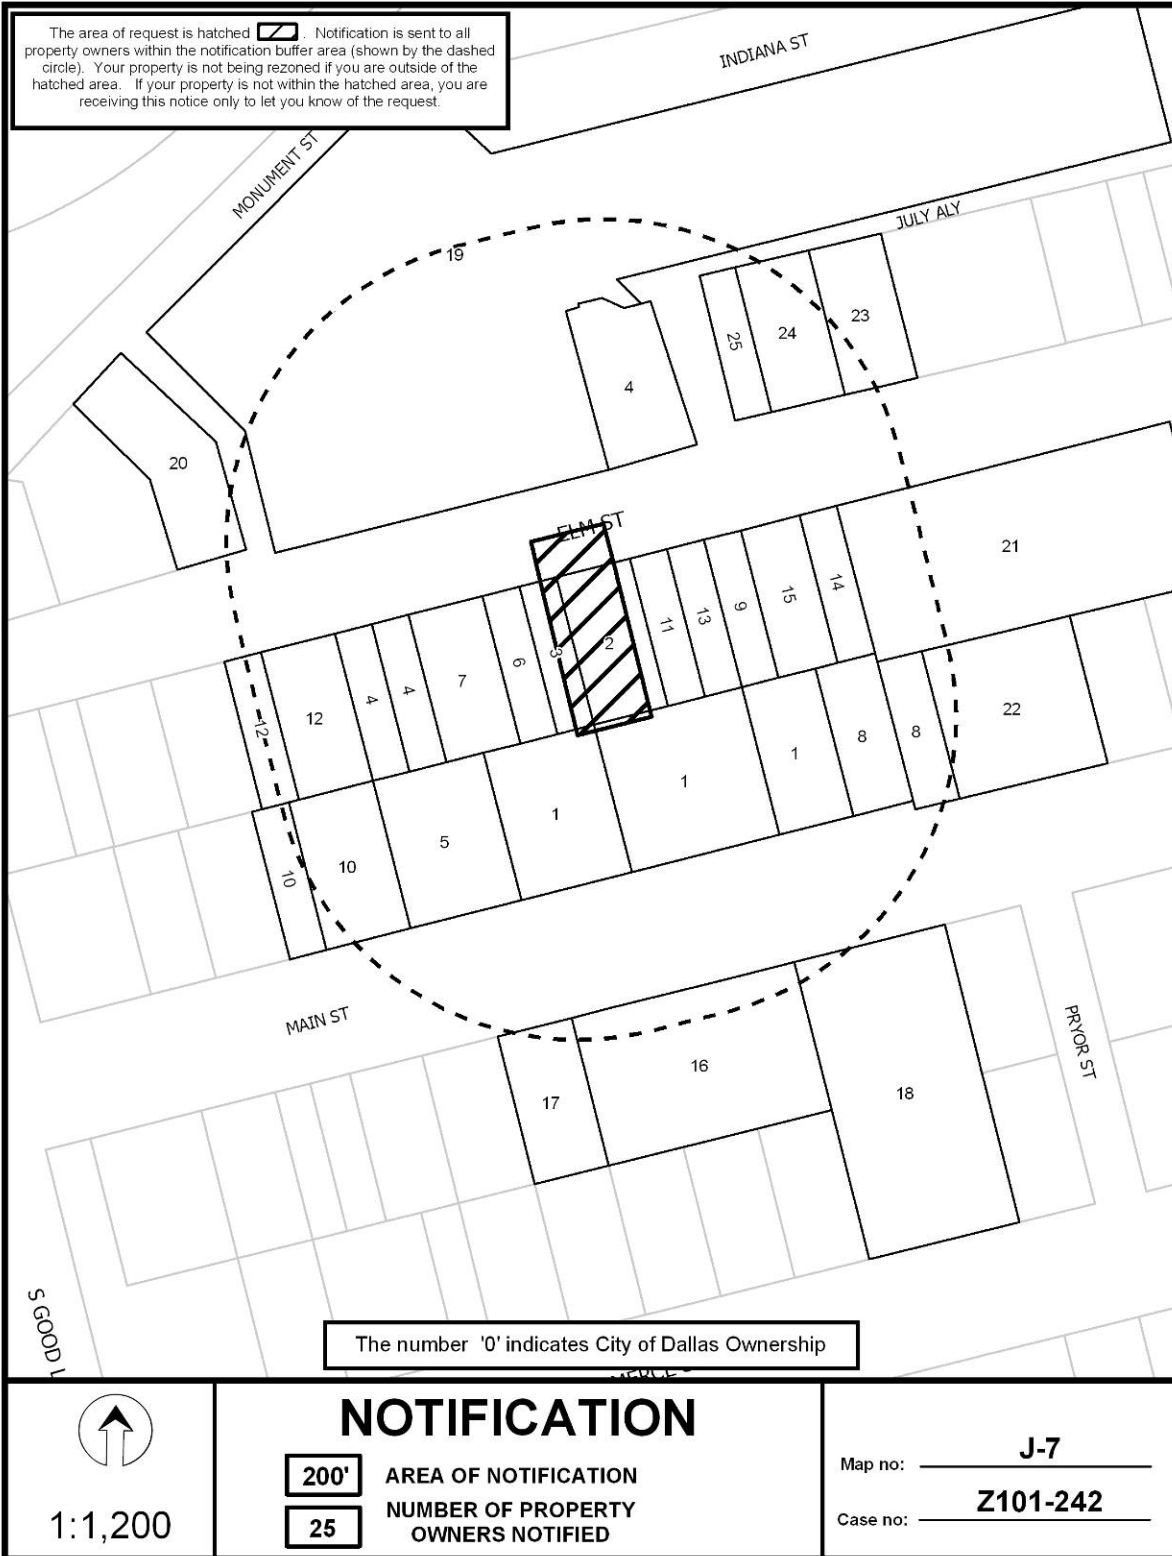 The area of request is hatched . Notification is sent to all
property owners within the notification buffer area (shown by the dashed
circle). Your property is not being rezoned if you are outside of the
hatched area. If your property is not within the hatched area, you are
receiving this notice only to let you know of the request.
INDIANA ST
MONUMENT ST
JULY ALY
19
23
24
25
4
20
ELM ST
21
14
15
9
13
11
2
3
6
7
4
4
12
12
22
8
8
1
1
1
5
10
10
MAIN ST
PRYOR ST
16
17
18
S GOOD L
The number '0' indicates City of Dallas Ownership
1:1,200
NOTIFICATION
200' AREA OF NOTIFICATION
25 NUMBER OF PROPERTY
OWNERS NOTIFIED
Map no: J-7
Case no: Z101-242